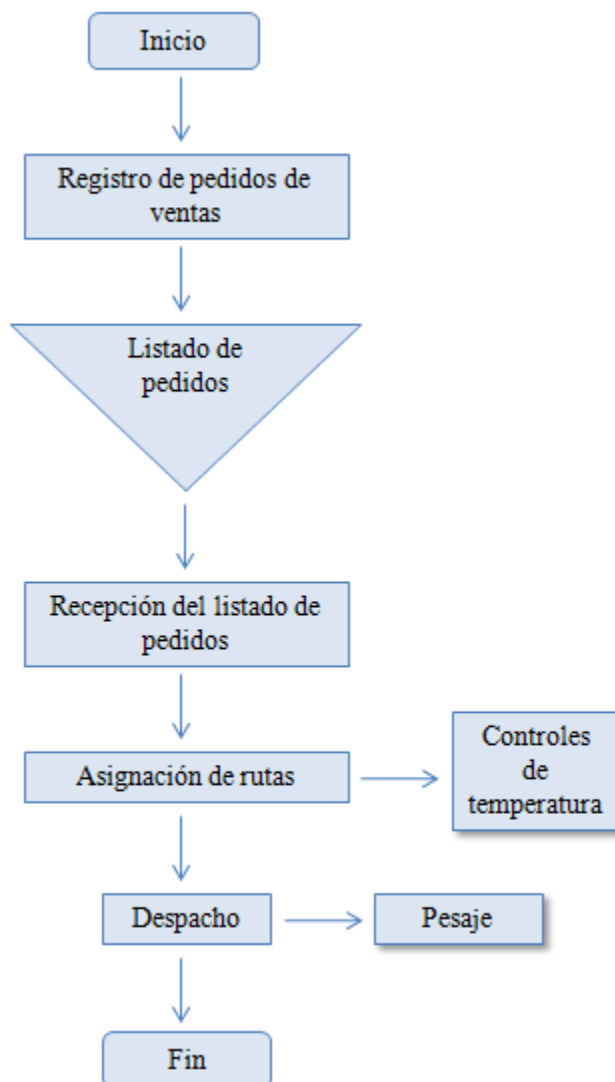 Inicio
Registro de pedidos de
ventas
Listado de
pedidos
Recepción del listado de
pedidos
Asignación de rutas
Controles
de
temperatura
Despacho
Pesaje
Fin